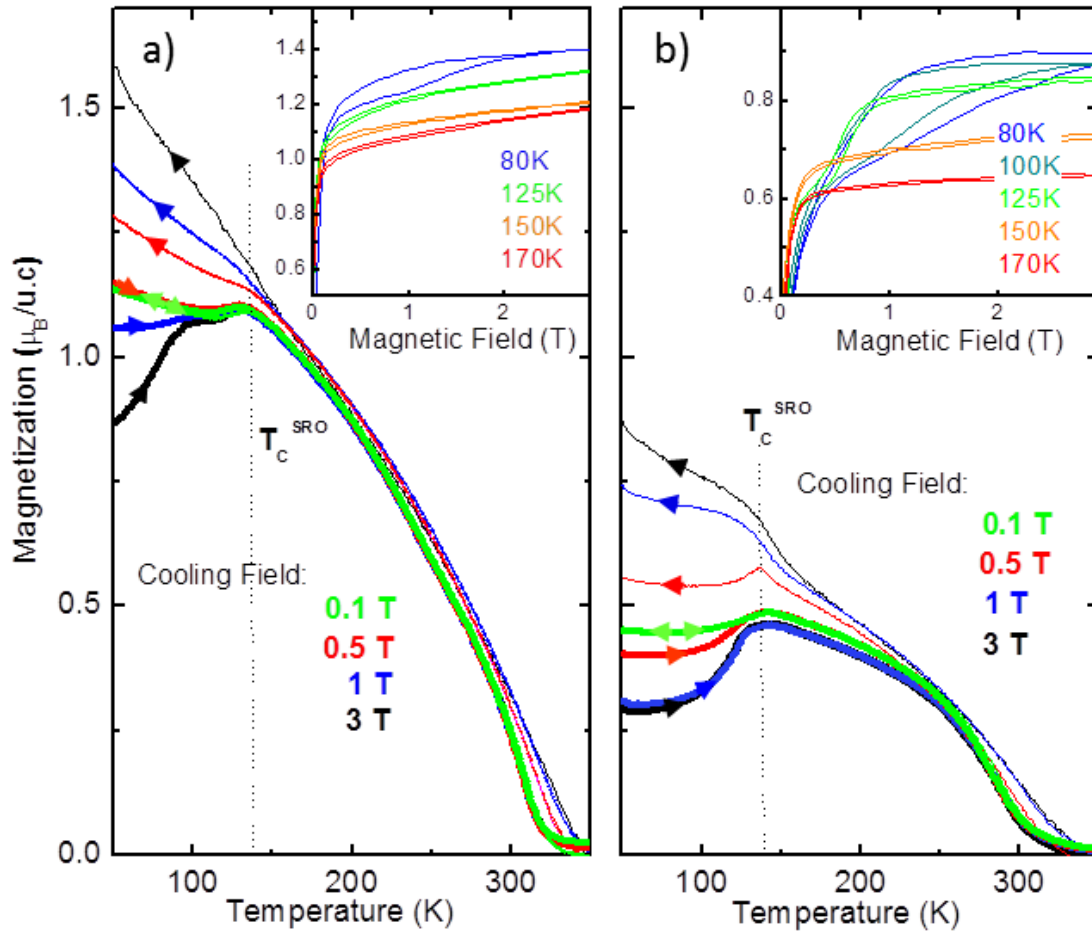 Magnetization (μB/u.c)
a)
1.5
1.0
0.5
0.0
1.4
1.2
1.0
0.8
0.6
80K
125K
150K
170K
0 1 2
Magnetic Field (T)
TC SRO
Cooling Field:
0.1 T
0.5 T
1 T
3 T
100 200 300
Temperature (K)
b)
0.8
0.6
0.4
80K
100K
125K
150K
170K
0 1 2
Magnetic Field (T)
TC SRO
Cooling Field:
0.1 T
0.5 T
1 T
3 T
100 200 300
Temperature (K)